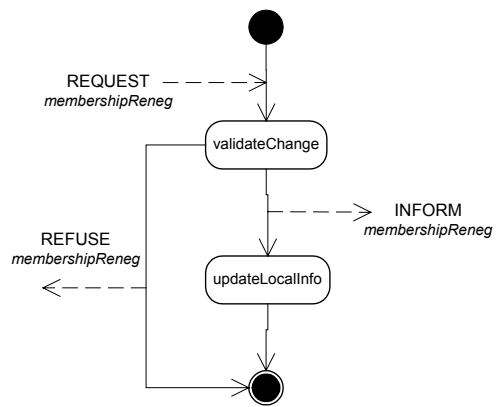 REQUEST
membershipReneg
validateChange
INFORM
membershipReneg
REFUSE
membershipReneg
updateLocalInfo